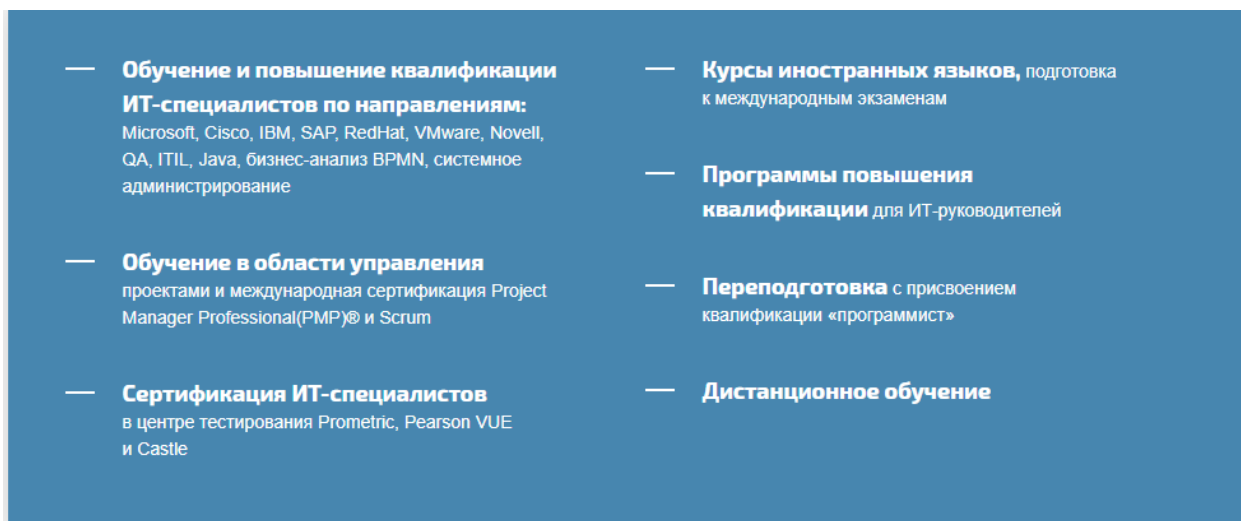 — Обучение и повышение квалификации
ИТ-специалистов по направлениям:
Microsoft, Cisco, IBM, SAP, RedHat, VMware, Novell,
QA, ITIL, Java, бизнес-анализ BPMN, системное
администрирование
— Обучение в области управления
проектами и международная сертификация Project
Manager Professional(PMP)® и Scrum
— Сертификация ИТ-специалистов
в центре тестирования Prometric, Pearson VUE
и Castle
— Курсы иностранных языков, подготовка
к международным экзаменам
— Программы повышения
квалификации для ИТ-руководителей
— Переподготовка с присвоением
квалификации «программист»
— Дистанционное обучение